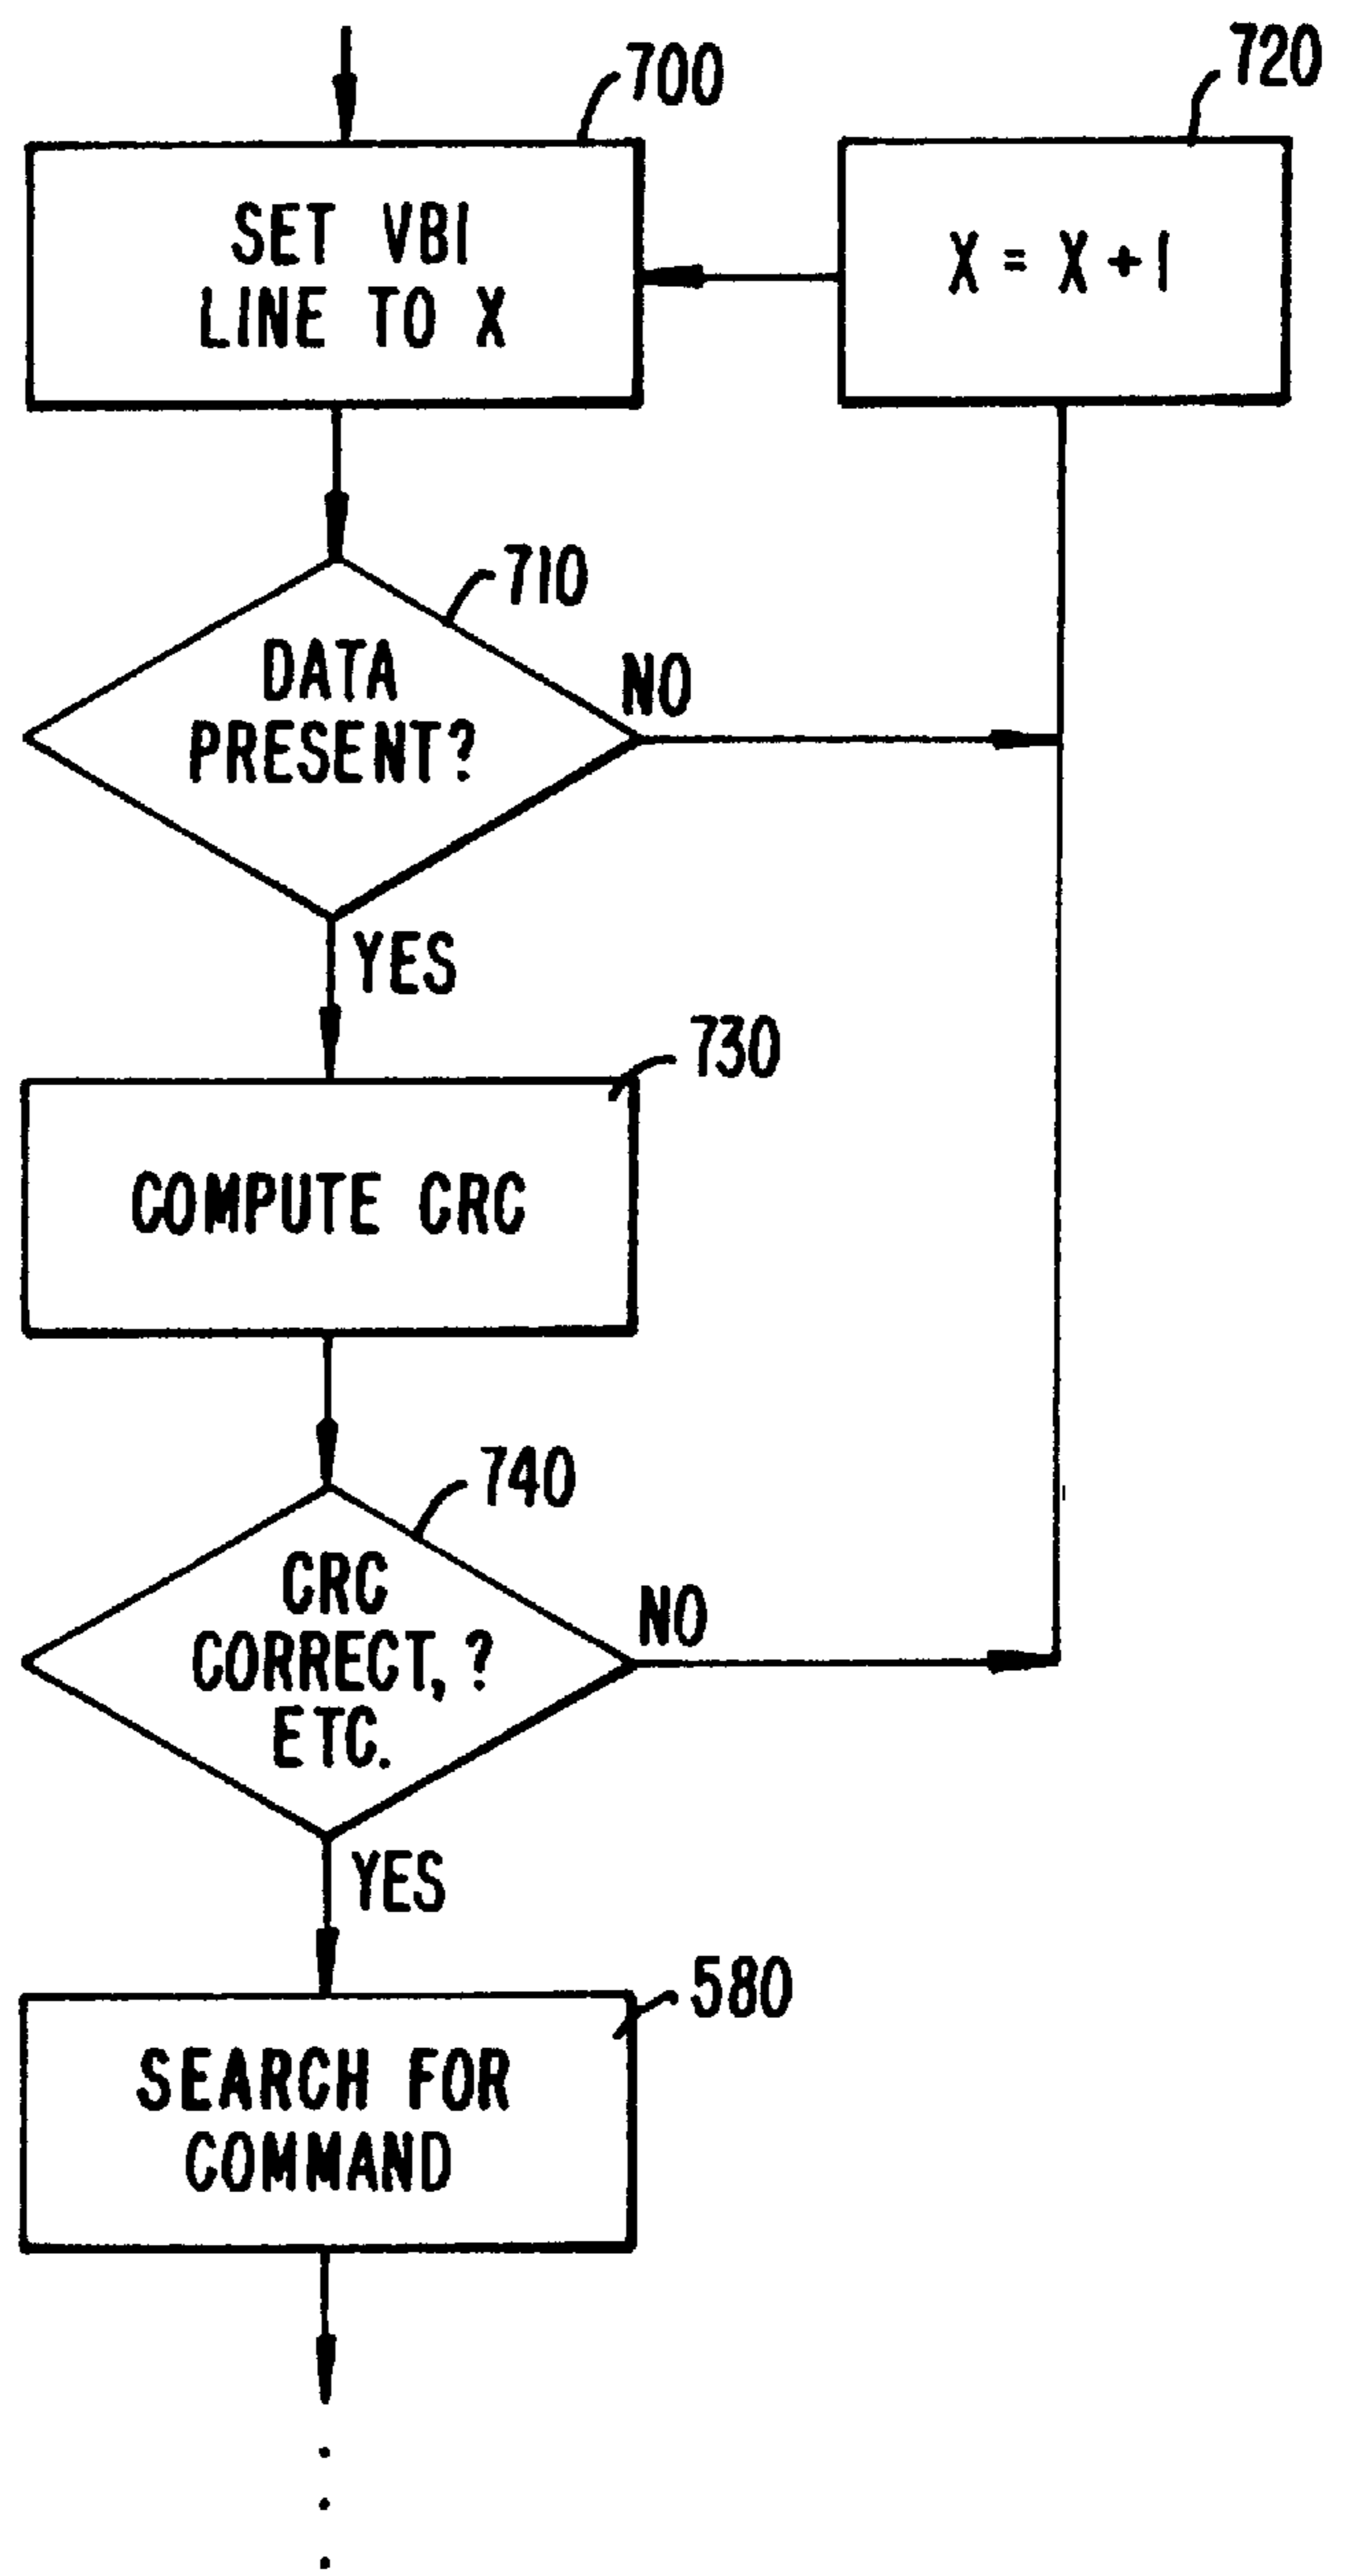 700
720
SET VBI
LINE TO X
X = X + 1
710
DATA
PRESENT?
NO
YES
730
COMPUTE CRC
740
CRC
CORRECT, ?
ETC.
NO
YES
580
SEARCH FOR
COMMAND